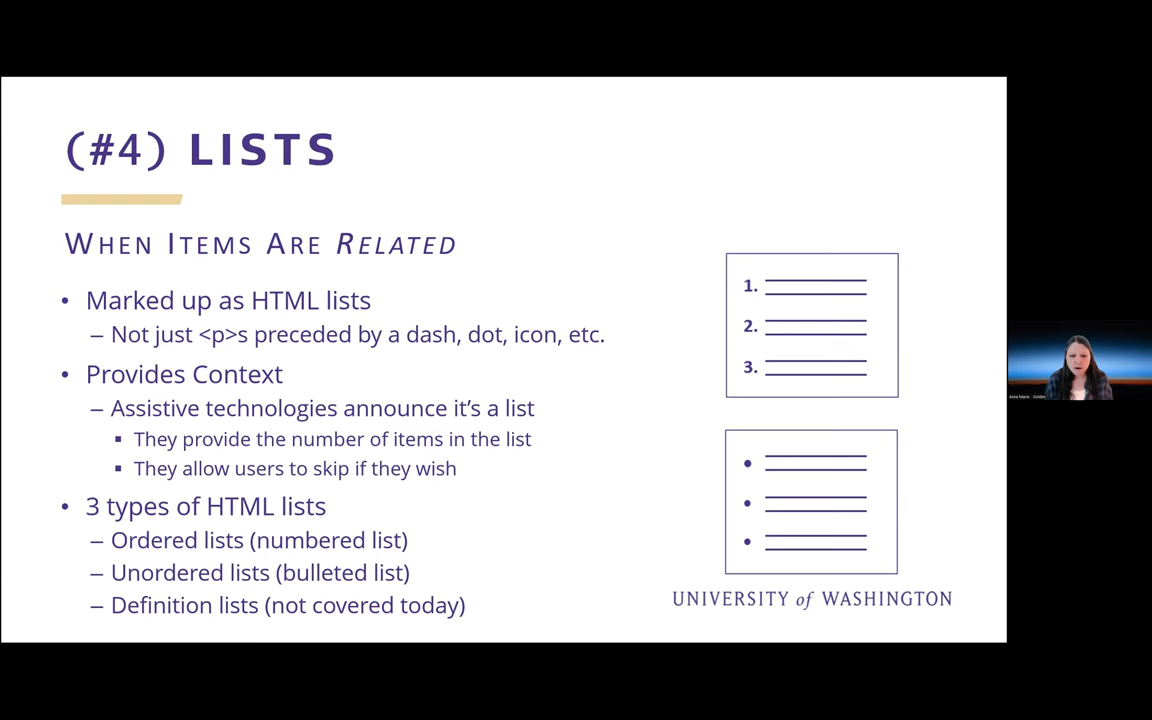 (#4) LISTS
WHEN ITEMS ARE RELATED
• Marked up as HTML lists
– Not just <p>s preceded by a dash, dot, icon, etc.
• Provides Context
– Assistive technologies announce it's a list
▪ They provide the number of items in the list
▪ They allow users to skip if they wish
• 3 types of HTML lists
– Ordered lists (numbered list)
– Unordered lists (bulleted list)
– Definition lists (not covered today)
1.
2.
3.
UNIVERSITY of WASHINGTON